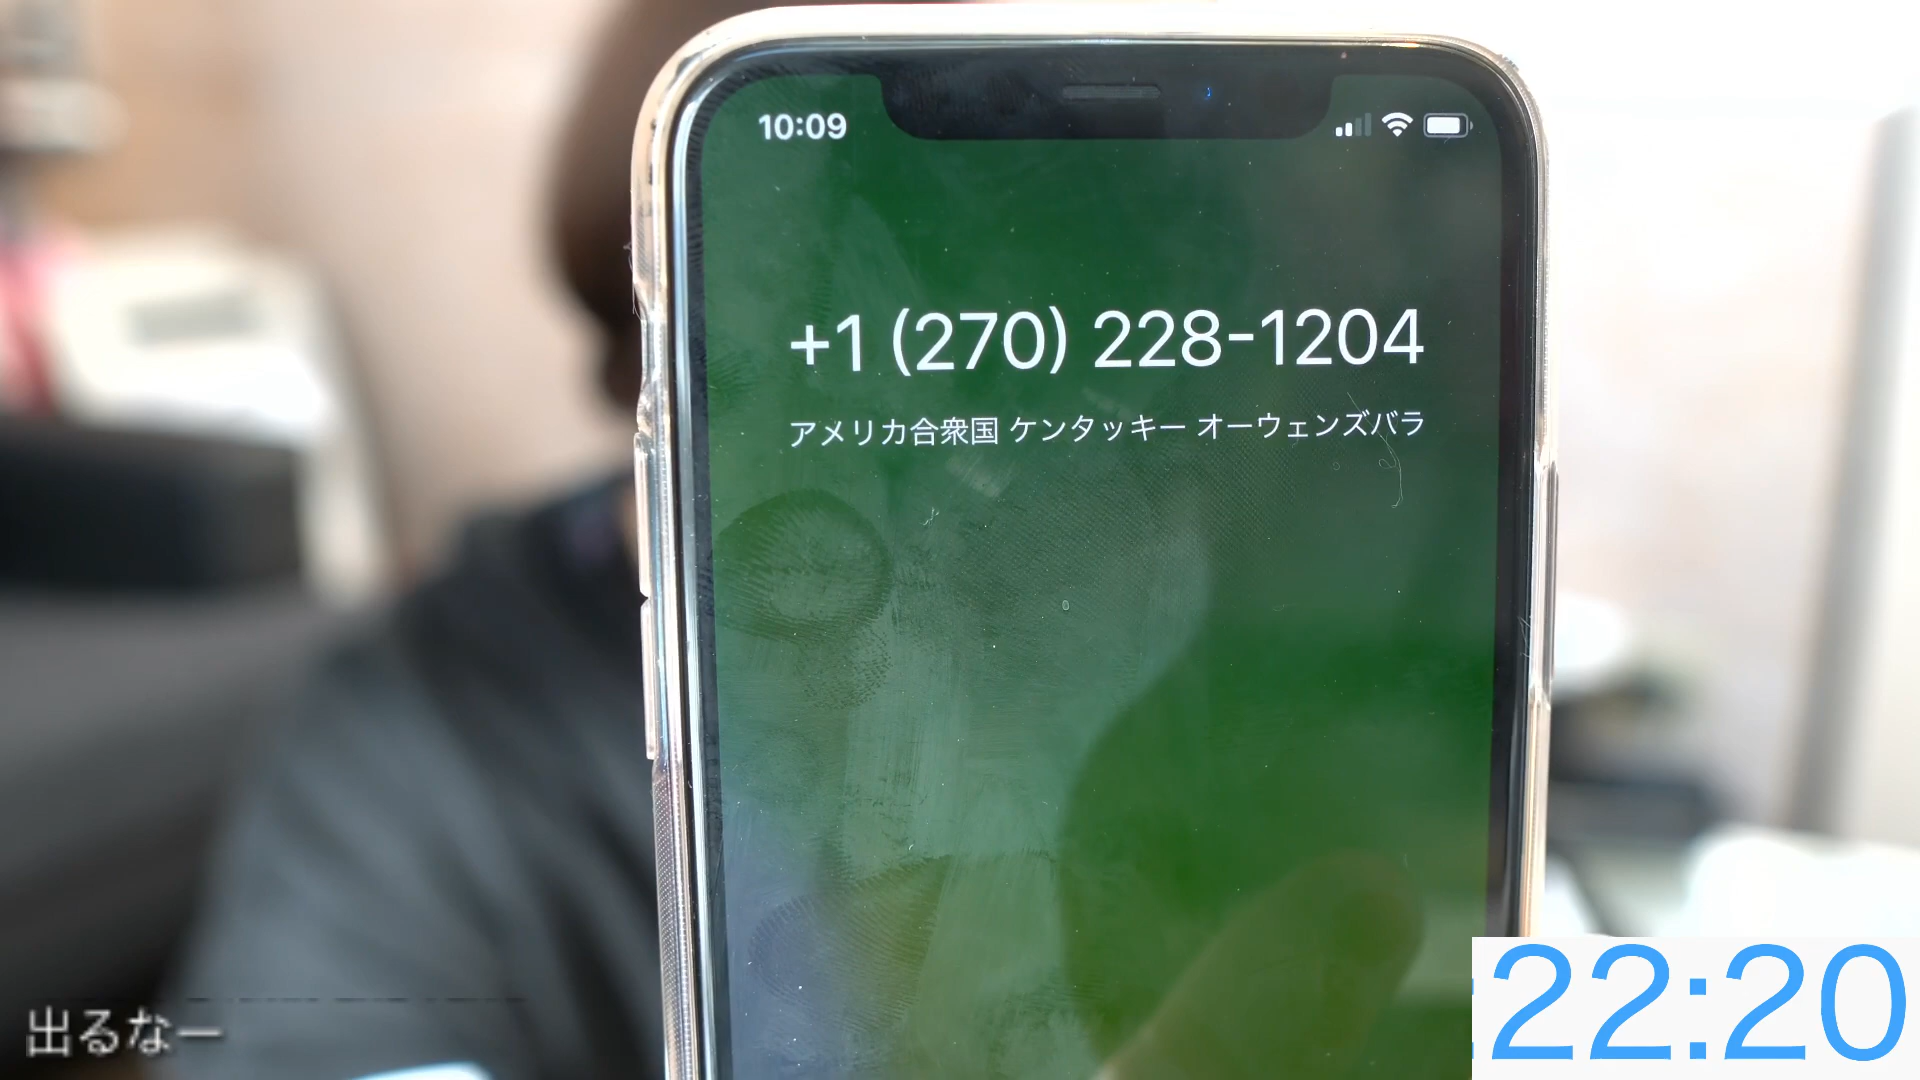 10:09
+1 (270) 228-1204
アメリカ合衆国 ケンタッキー オーウェンズバラ
出るなー
:22:20